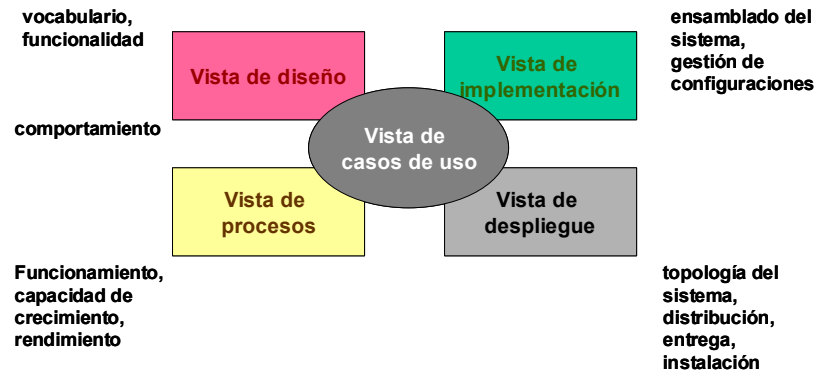 vocabulario,
funcionalidad
Vista de diseño
Vista de
implementación
ensamblado del
sistema,
gestión de
configuraciones
comportamiento
Vista de
casos de uso
Vista de
procesos
Vista de
despliegue
Funcionamiento,
capacidad de
crecimiento,
rendimiento
topología del
sistema,
distribución,
entrega,
instalación